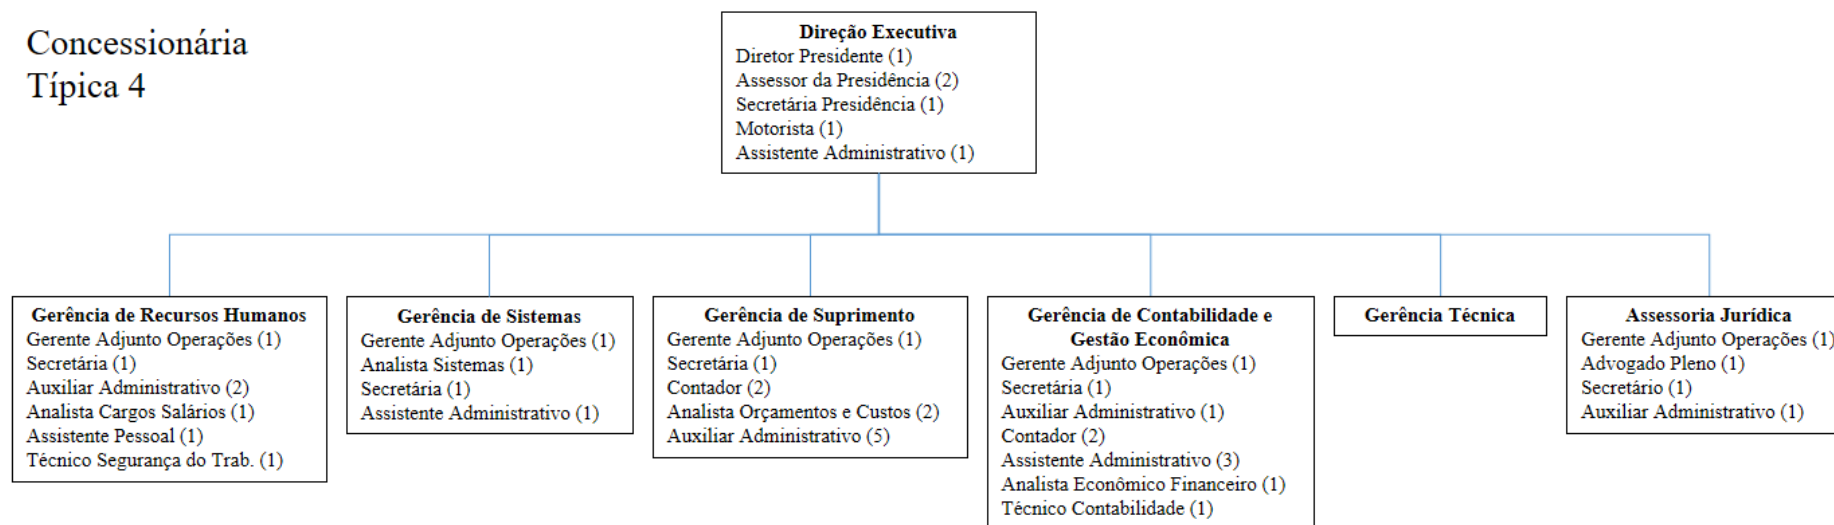 Concessionária
Típica 4
Direção Executiva
Diretor Presidente (1)
Assessor da Presidência (2)
Secretária Presidência (1)
Motorista (1)
Assistente Administrativo (1)
Gerência de Recursos Humanos
Gerente Adjunto Operações (1)
Secretária (1)
Auxiliar Administrativo (2)
Analista Cargos Salários (1)
Assistente Pessoal (1)
Técnico Segurança do Trab. (1)
Gerência de Sistemas
Gerente Adjunto Operações (1)
Analista Sistemas (1)
Secretária (1)
Assistente Administrativo (1)
Gerência de Suprimento
Gerente Adjunto Operações (1)
Secretária (1)
Contador (2)
Analista Orçamentos e Custos (2)
Auxiliar Administrativo (5)
Gerência de Contabilidade e
Gestão Econômica
Gerente Adjunto Operações (1)
Secretária (1)
Auxiliar Administrativo (1)
Contador (2)
Assistente Administrativo (3)
Analista Econômico Financeiro (1)
Técnico Contabilidade (1)
Gerência Técnica
Assessoria Jurídica
Gerente Adjunto Operações (1)
Advogado Pleno (1)
Secretário (1)
Auxiliar Administrativo (1)